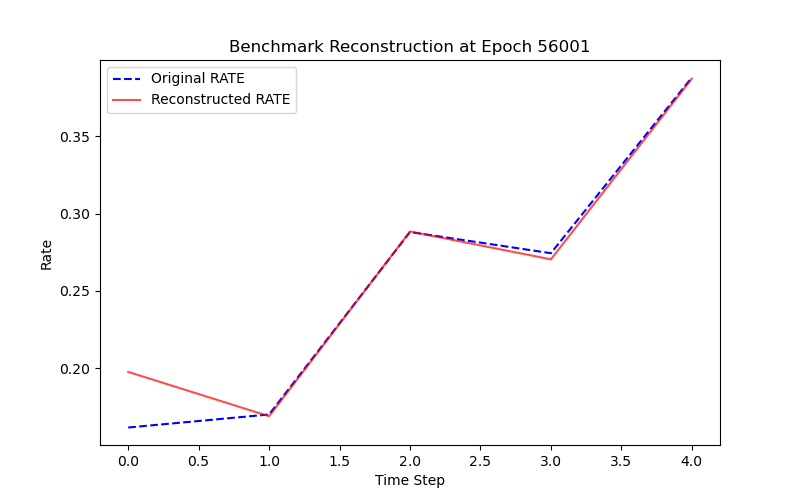 Benchmark Reconstruction at Epoch 56001
Original RATE
Reconstructed RATE
0.35
0.30
0.25
0.20
Rate
0.0 0.5 1.0 1.5 2.0 2.5 3.0 3.5 4.0
Time Step